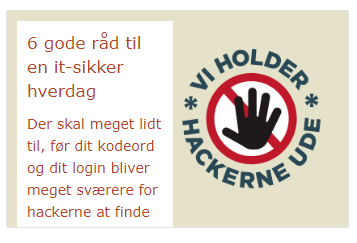 6 gode råd til
en it-sikker
hverdag
Der skal meget lidt
til, før dit kodeord
og dit login bliver
meget sværere for
hackerne at finde
* VI HOLDER *
HACKERNE UDE